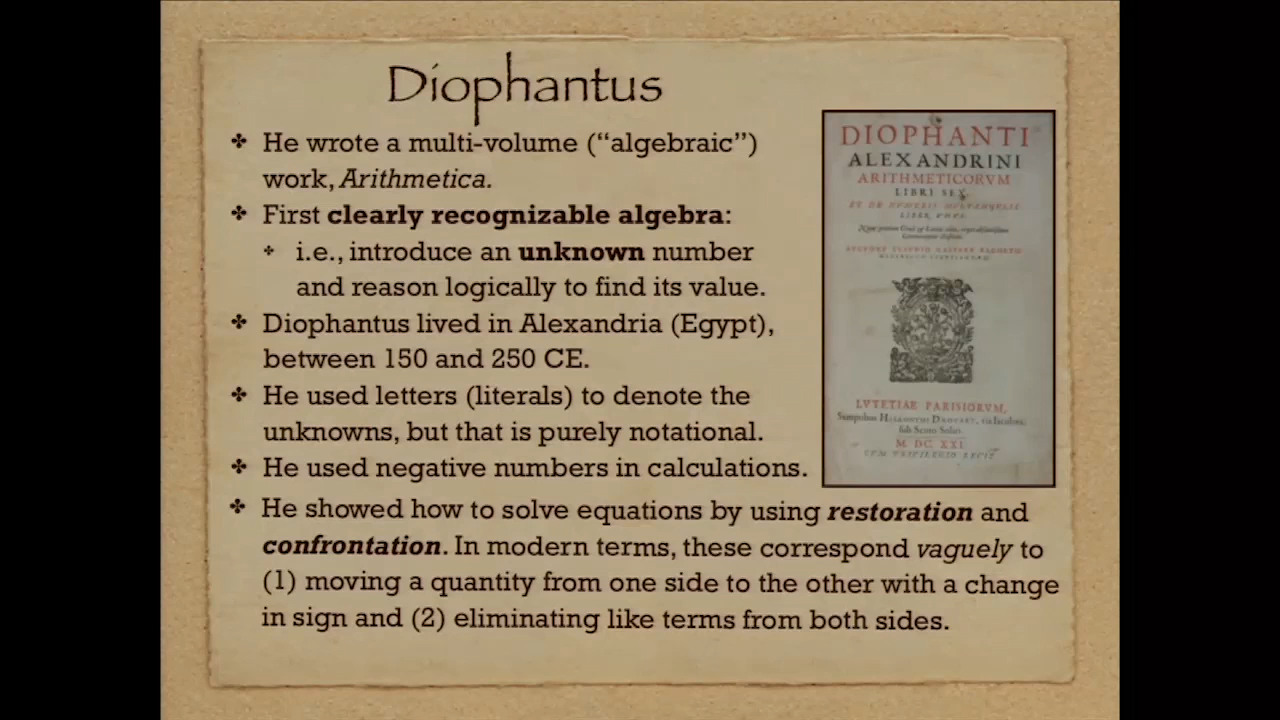 Diophantus
❖ He wrote a multi-volume (“algebraic”)
work, Arithmetica.
❖ First clearly recognizable algebra:
❖ i.e., introduce an unknown number
and reason logically to find its value.
❖ Diophantus lived in Alexandria (Egypt),
between 150 and 250 CE.
❖ He used letters (literals) to denote the
unknowns, but that is purely notational.
❖ He used negative numbers in calculations.
❖ He showed how to solve equations by using restoration and
confrontation. In modern terms, these correspond vaguely to
(1) moving a quantity from one side to the other with a change
in sign and (2) eliminating like terms from both sides.
DIOPHANTI
ALEXANDRINI
ARITHMETICORVM
LIBRI SEX,
LVTETIAE PARISIORVM,
M. DC. XXI.